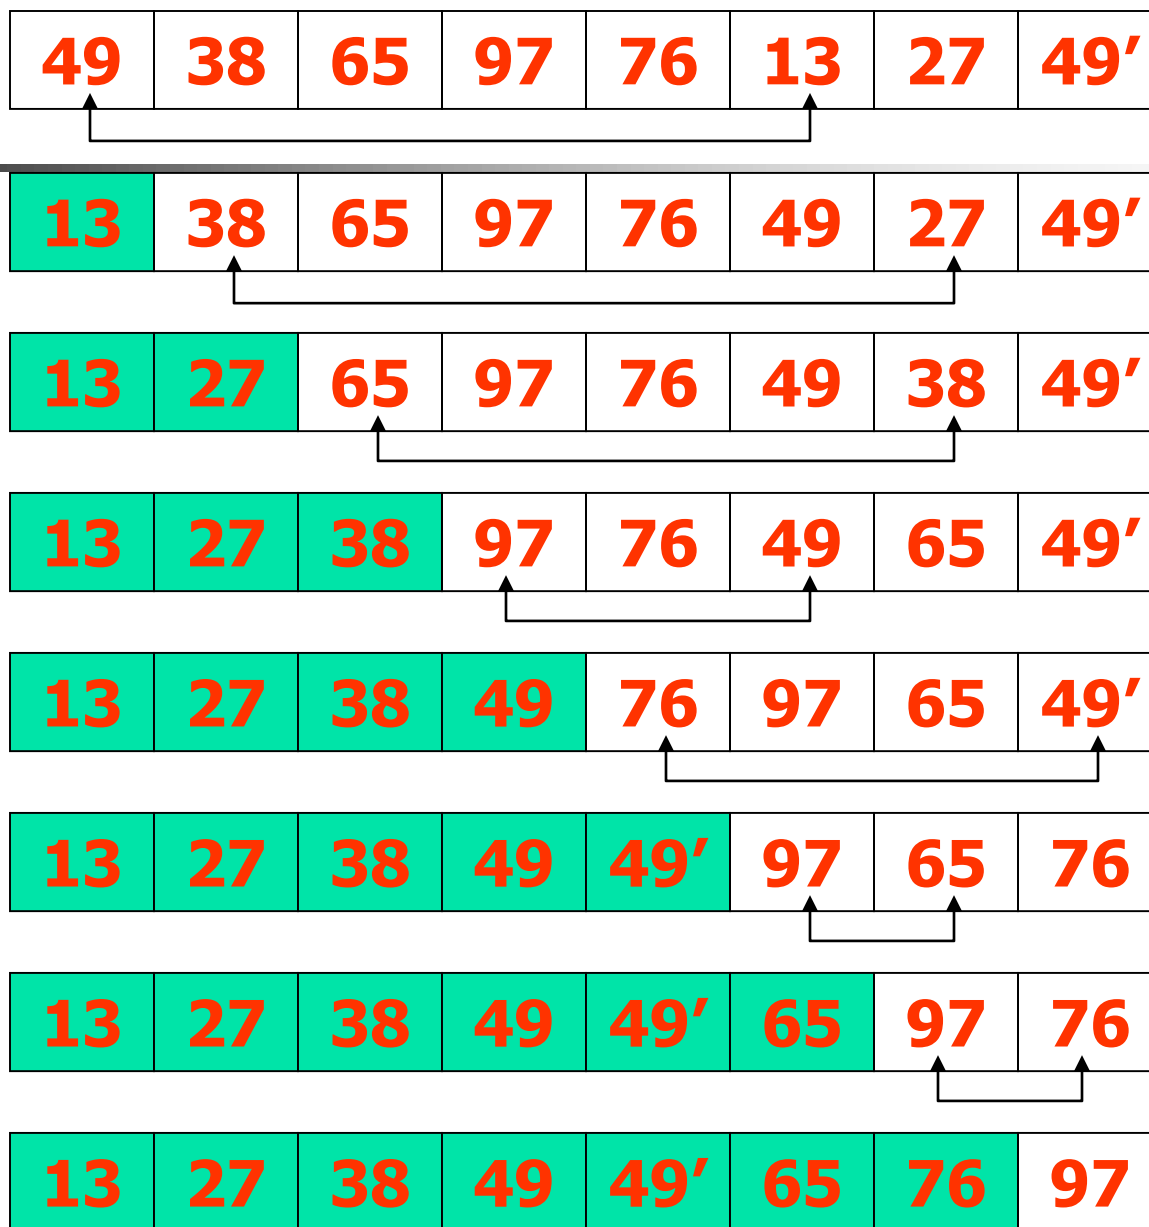 49 38 65 97 76 13 27 49′
13 38 65 97 76 49 27 49′
13 27 65 97 76 49 38 49′
13 27 38 97 76 49 65 49′
13 27 38 49 76 97 65 49′
13 27 38 49 49′ 97 65 76
13 27 38 49 49′ 65 97 76
13 27 38 49 49′ 65 76 97